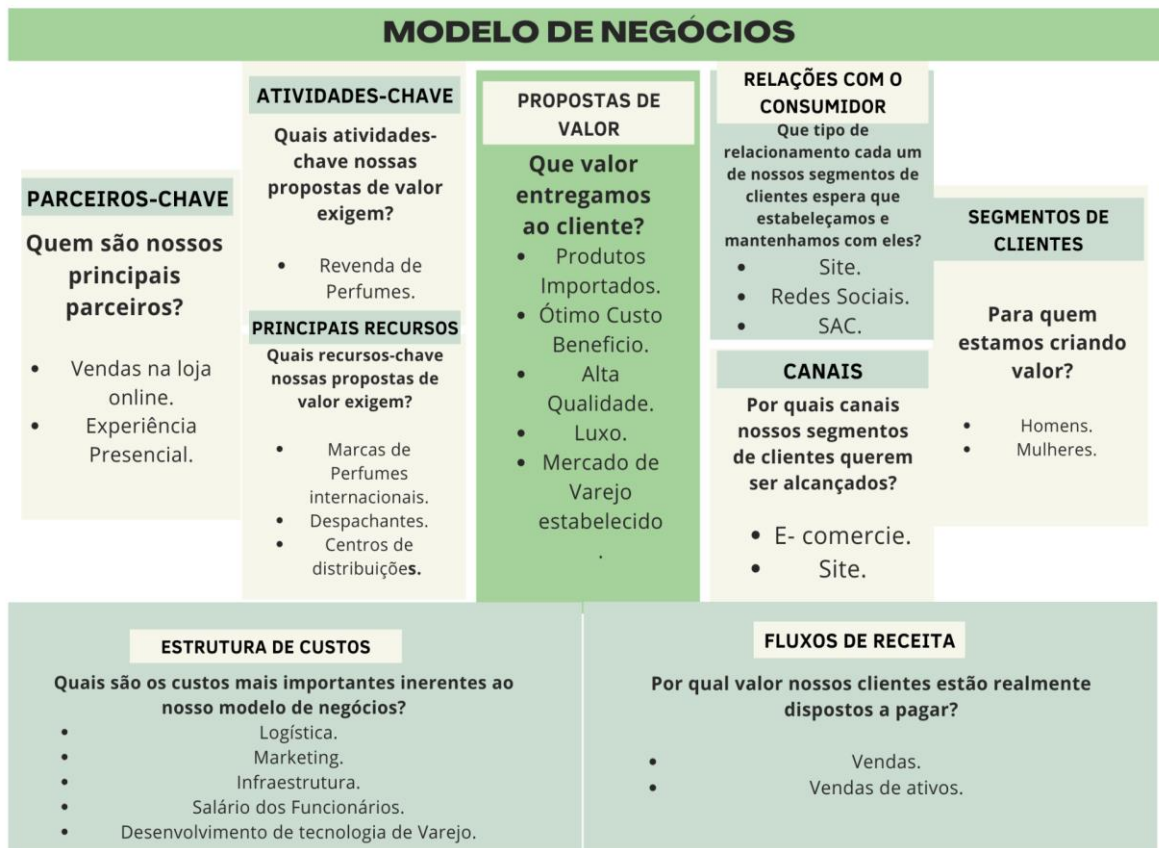 MODELO DE NEGÓCIOS
PARCEIROS-CHAVE
Quem são nossos
principais
parceiros?
• Vendas na loja
online.
• Experiência
Presencial.
ATIVIDADES-CHAVE
Quais atividades-
chave nossas
propostas de valor
exigem?
• Revenda de
Perfumes.
PRINCIPAIS RECURSOS
Quais recursos-chave
nossas propostas de
valor exigem?
• Marcas de
Perfumes
internacionais.
• Despachantes.
• Centros de
distribuições.
PROPOSTAS DE
VALOR
Que valor
entregamos
ao cliente?
• Produtos
Importados.
• Ótimo Custo
Beneficio.
• Alta
Qualidade.
• Luxo.
• Mercado de
Varejo
estabelecido
.
RELAÇÕES COM O
CONSUMIDOR
Que tipo de
relacionamento cada um
de nossos segmentos de
clientes espera que
estabeleçamos e
mantenhamos com eles?
• Site.
• Redes Sociais.
• SAC.
CANAIS
Por quais canais
nossos segmentos
de clientes querem
ser alcançados?
• E- comercie.
• Site.
SEGMENTOS DE
CLIENTES
Para quem
estamos criando
valor?
• Homens.
• Mulheres.
ESTRUTURA DE CUSTOS
Quais são os custos mais importantes inerentes ao
nosso modelo de negócios?
• Logística.
• Marketing.
• Infraestrutura.
• Salário dos Funcionários.
• Desenvolvimento de tecnologia de Varejo.
FLUXOS DE RECEITA
Por qual valor nossos clientes estão realmente
dispostos a pagar?
• Vendas.
• Vendas de ativos.